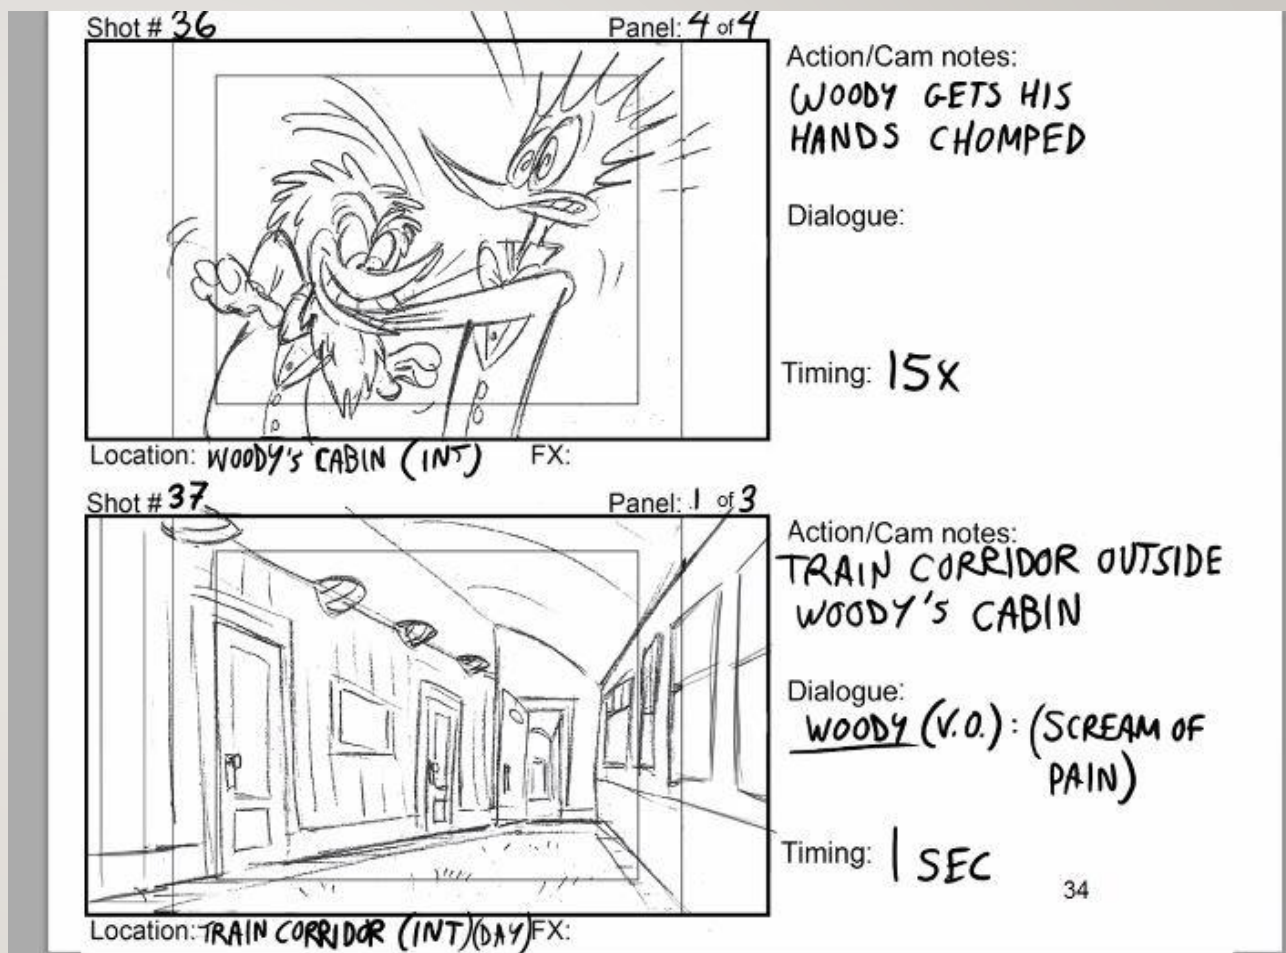 Shot # 36
Panel: 4 of 4
Action/Cam notes:
WOODY GETS HIS
HANDS CHOMPED
Dialogue:
Timing: 15x
Location: WOODY'S CABIN (INT)
FX:
Shot # 37
Panel: 1 of 3
Action/Cam notes:
TRAIN CORRIDOR OUTSIDE
WOODY'S CABIN
Dialogue:
WOODY (V.O.): (SCREAM OF
PAIN)
Timing: 1 SEC
34
Location: TRAIN CORRIDOR (INT)(DAY)
FX: